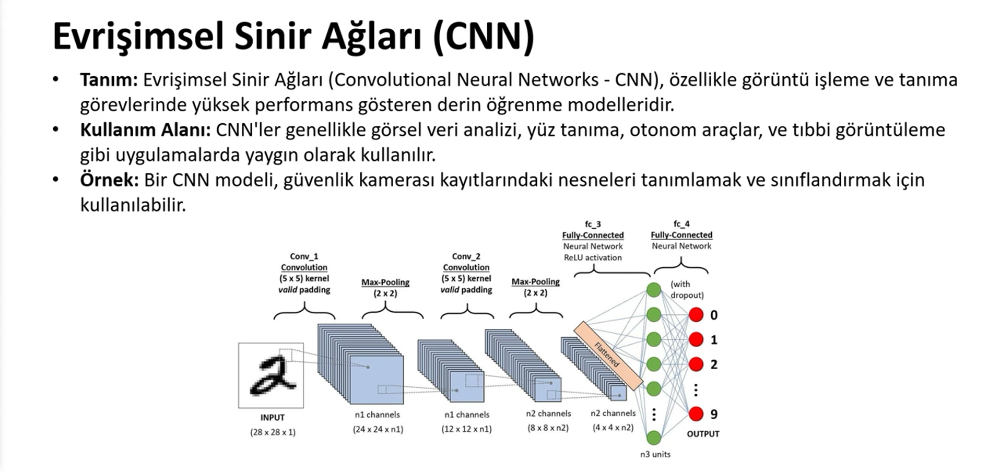 Evrişimsel Sinir Ağları (CNN)
• Tanım: Evrişimsel Sinir Ağları (Convolutional Neural Networks - CNN), özellikle görüntü işleme ve tanıma
görevlerinde yüksek performans gösteren derin öğrenme modelleridir.
• Kullanım Alanı: CNN'ler genellikle görsel veri analizi, yüz tanıma, otonom araçlar, ve tıbbi görüntüleme
gibi uygulamalarda yaygın olarak kullanılır.
• Örnek: Bir CNN modeli, güvenlik kamerası kayıtlarındaki nesneleri tanımlamak ve sınıflandırmak için
kullanılabilir.
Conv_1
Convolution
(5 x 5) kernel
valid padding
Max-Pooling
(2 x 2)
Conv_2
Convolution
(5 x 5) kernel
valid padding
Max-Pooling
(2 x 2)
fc_3
Fully-Connected
Neural Network
ReLU activation
fc_4
Fully-Connected
Neural Network
(with
dropout)
2
INPUT
(28 x 28 x 1)
n1 channels
(24 x 24 x n1)
n1 channels
(12 x 12 x n1)
n2 channels
(8 x 8 x n2)
n2 channels
(4 x 4 x n2)
Flattened
n3 units
0
1
2
9
OUTPUT